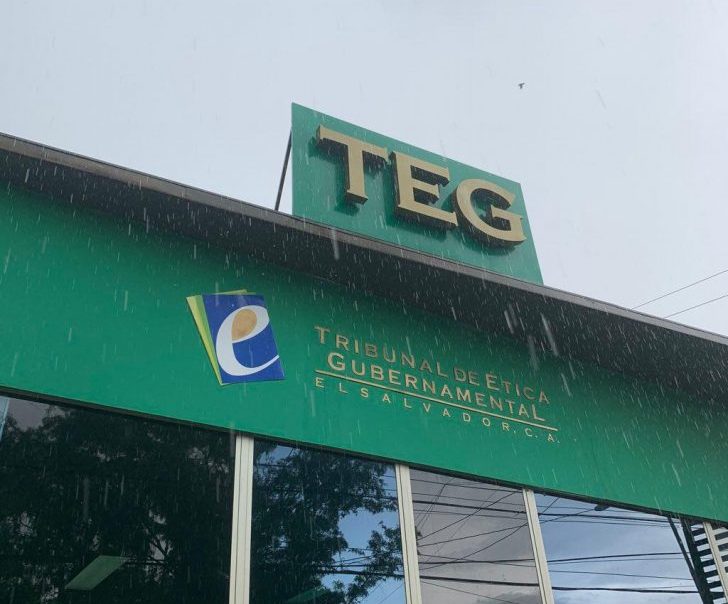 TEG
e
TRIBUNAL DE ÉTICA
GUBERNAMENTAL
EL SALVADOR, C. A.